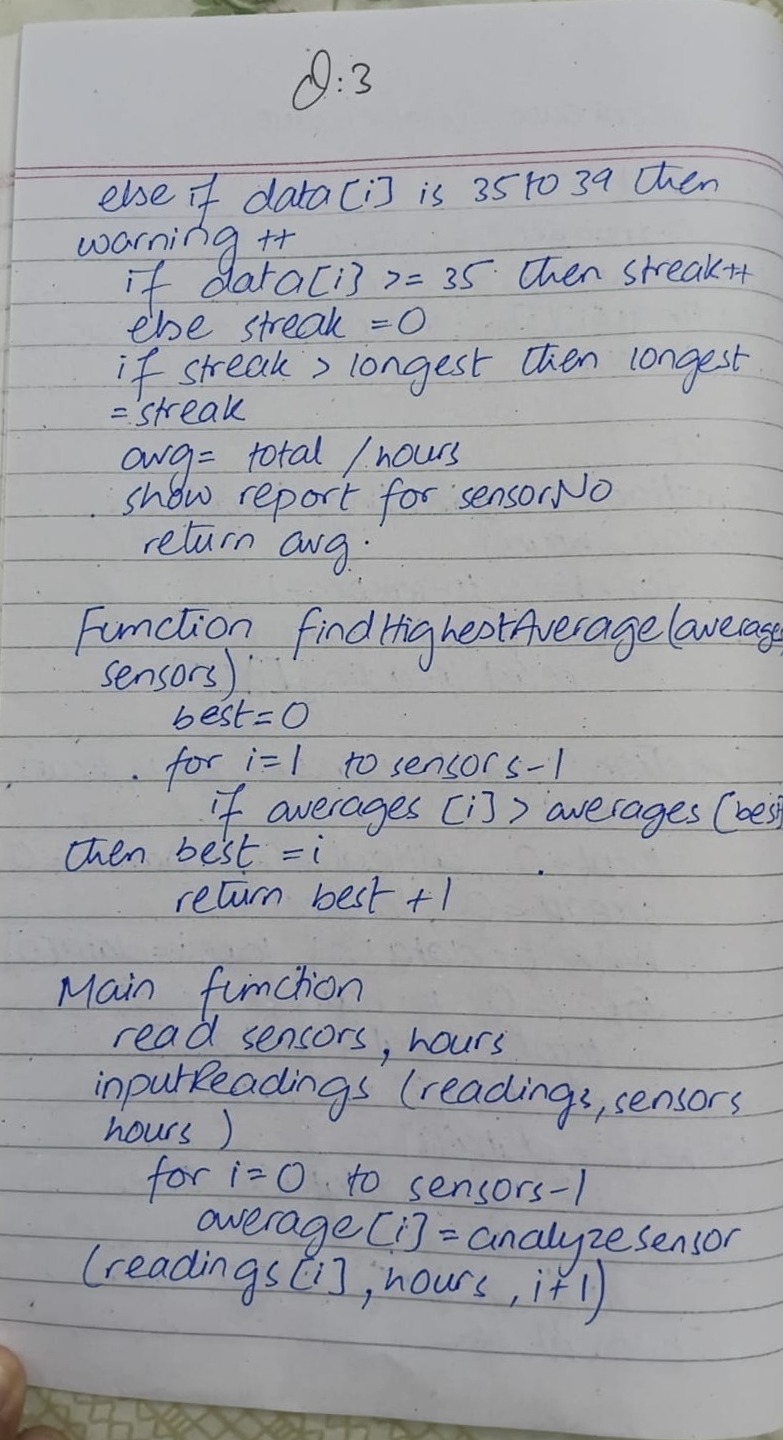 Q:3
else if data[i] is 35 to 39 then
warning ++
if data[i] >= 35 then streak++
else streak = 0
if streak > longest then longest
= streak
avg= total / hours
show report for sensorNo
return avg.
Function findHighestAverage(average
sensors)
best=0
for i=1 to sensors-1
if averages [i] > averages (best
then best = i
return best +1
Main function
read sensors, hours
inputReadings (readings, sensors
hours )
for i=0 to sensors-1
average[i] = analyzesensor
(readings[i], hours, i+1)